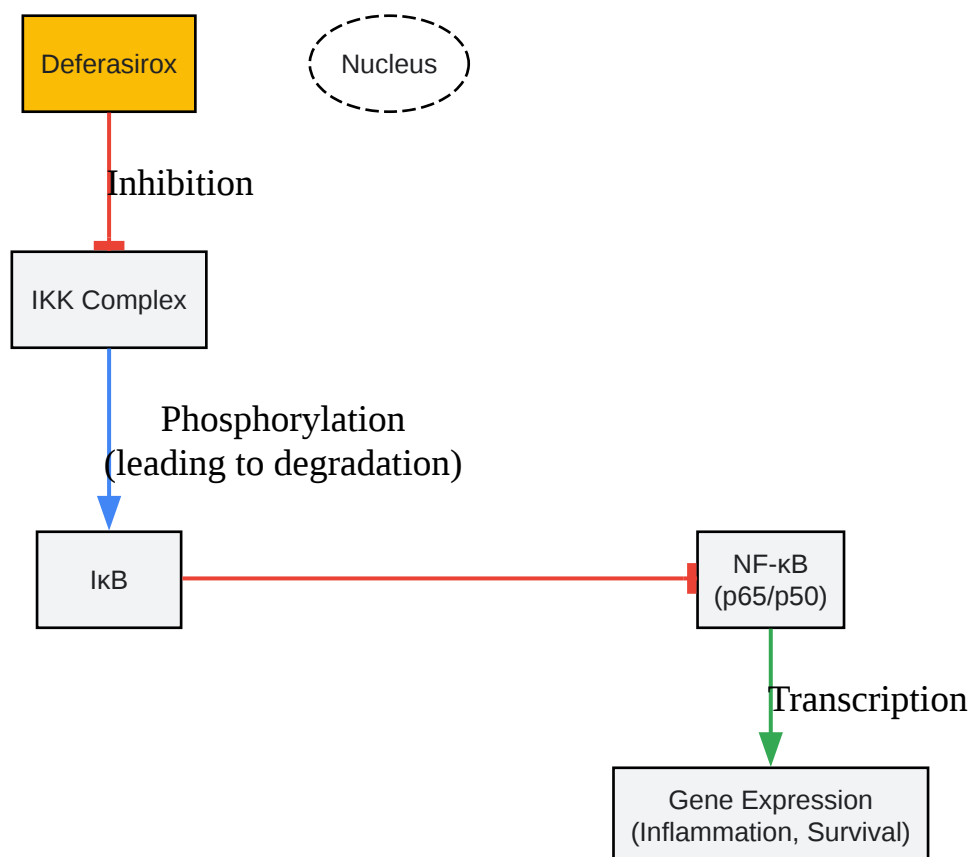 Deferasirox
Nucleus
Inhibition
IKK Complex
Phosphorylation
(leading to degradation)
IκB
NF-κB
(p65/p50)
Transcription
Gene Expression
(Inflammation, Survival)